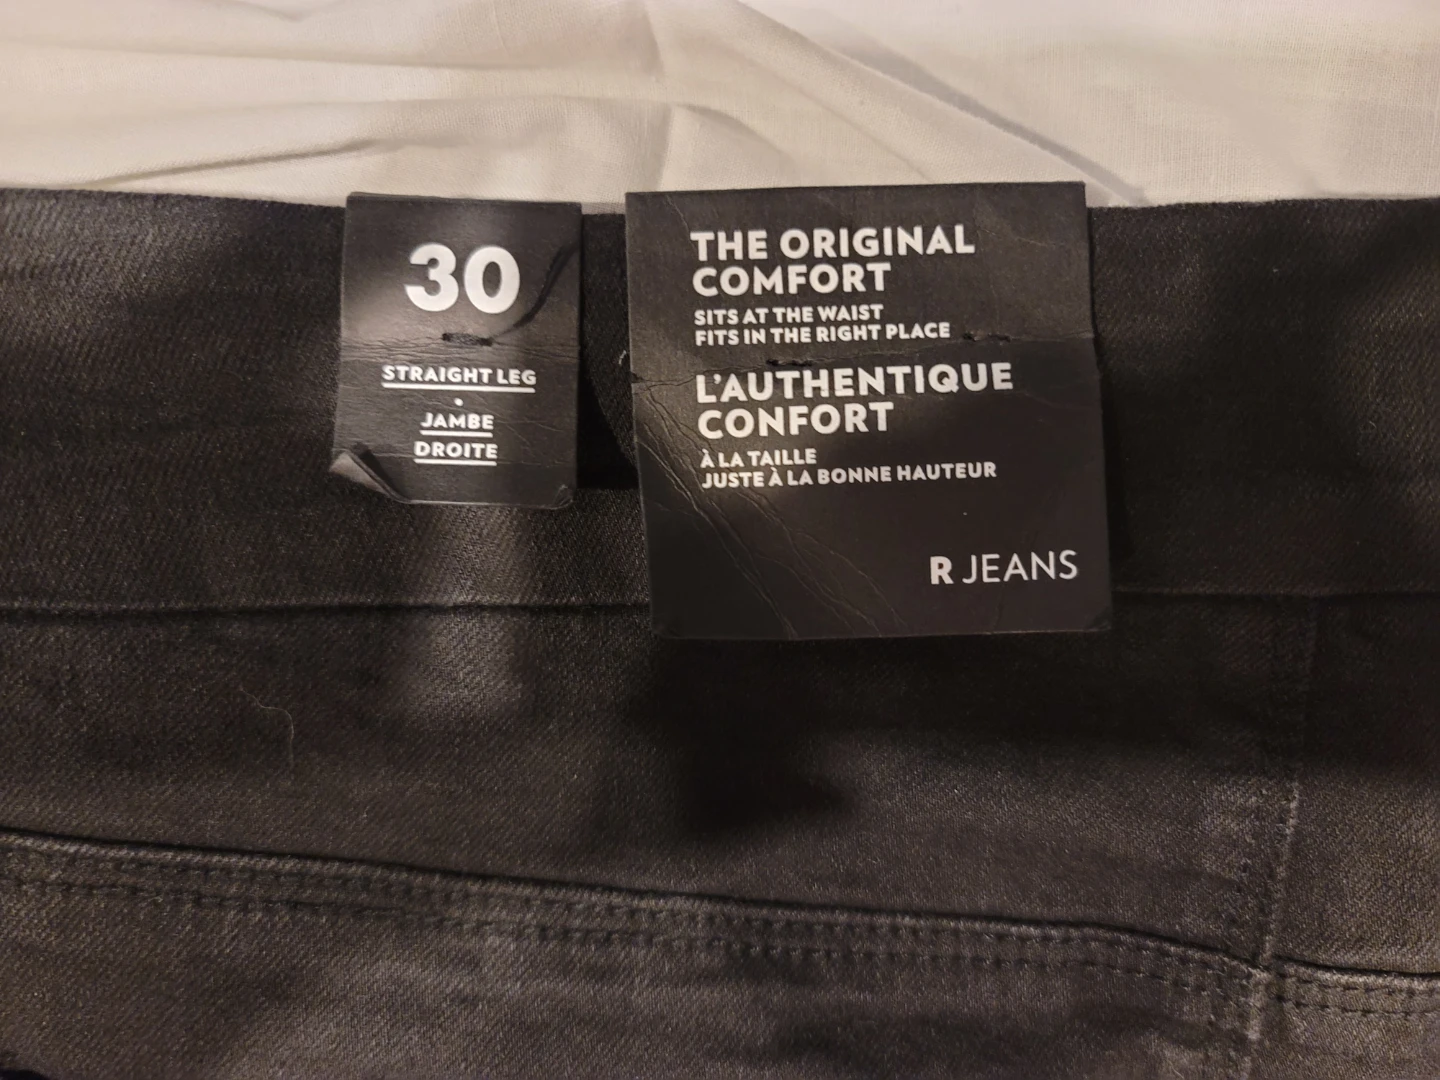 30
STRAIGHT LEG
•
JAMBE
DROITE
THE ORIGINAL
COMFORT
SITS AT THE WAIST
FITS IN THE RIGHT PLACE
L'AUTHENTIQUE
CONFORT
À LA TAILLE
JUSTE À LA BONNE HAUTEUR
R JEANS